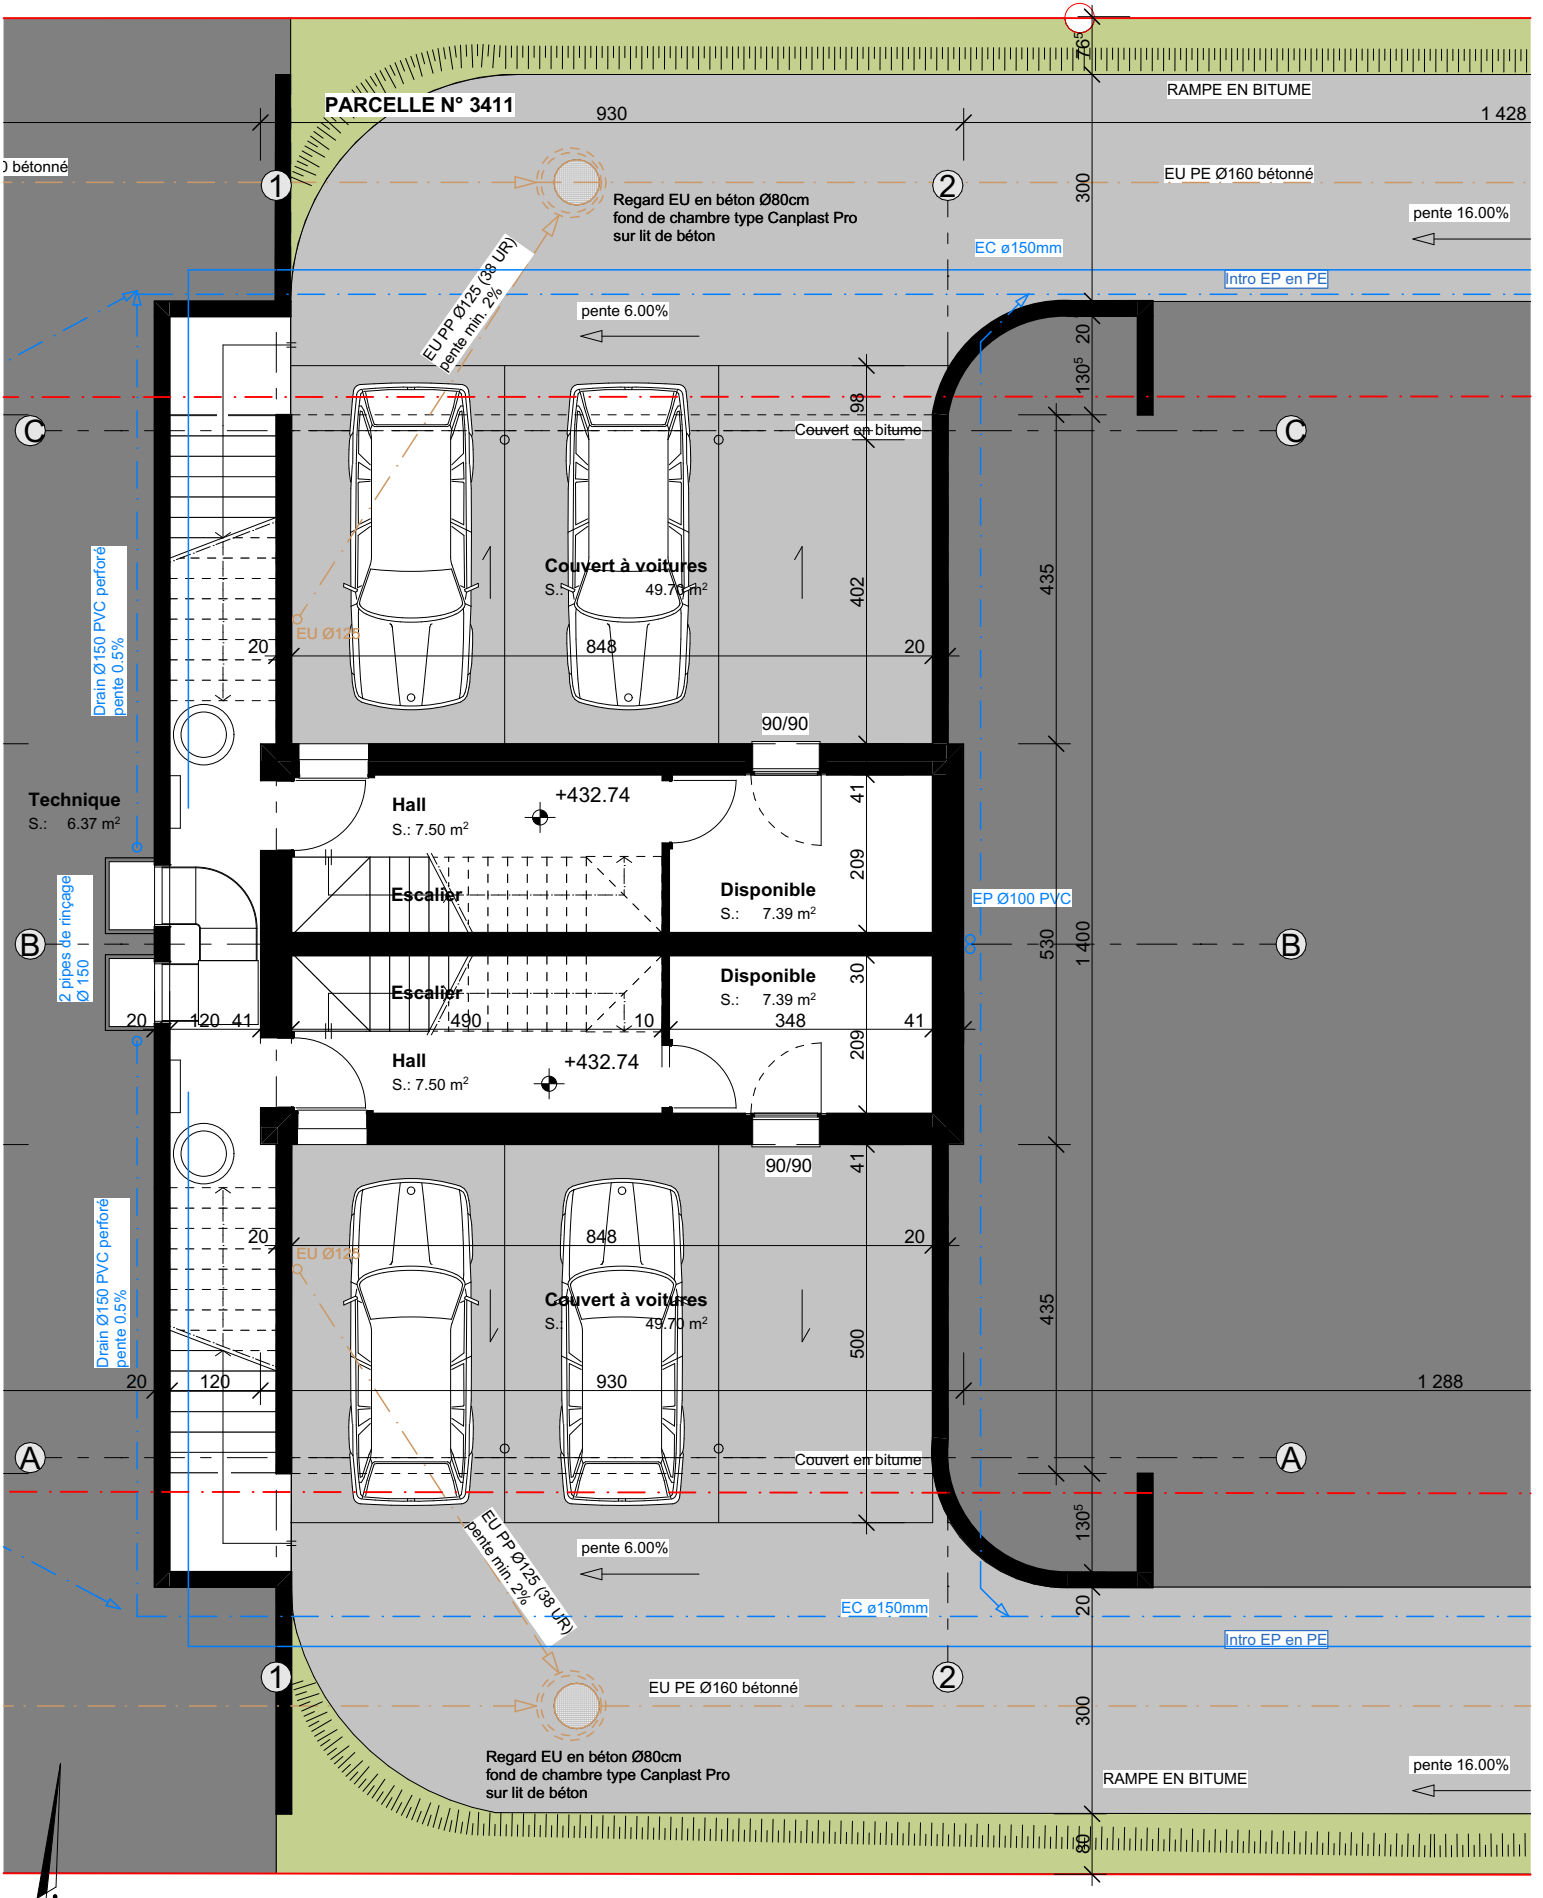 76⁵
RAMPE EN BITUME
PARCELLE N° 3411
930
1 428
0 bétonné
EU PE Ø160 bétonné
1
2
300
Regard EU en béton Ø80cm
fond de chambre type Canplast Pro
sur lit de béton
pente 16.00%
EC ø150mm
EU PP Ø125 (38 UR)
pente min. 2%
Intro EP en PE
pente 6.00%
20
130⁵
98
C
Couvert en bitume
C
Drain Ø150 PVC perforé
pente 0.5%
Couvert à voitures
S.: 49.70 m²
402
435
EU Ø125
20
848
20
90/90
Technique
S.: 6.37 m²
Hall
S.: 7.50 m²
+432.74
41
209
Escalier
Disponible
S.: 7.39 m²
EP Ø100 PVC
2 pipes de rinçage
Ø 150
B
530
1 400
B
Escalier
Disponible
S.: 7.39 m²
30
20
120
41
490
10
348
41
209
Hall
S.: 7.50 m²
+432.74
90/90
41
Drain Ø150 PVC perforé
pente 0.5%
20
EU Ø125
848
20
Couvert à voitures
S.: 49.70 m²
435
500
20
120
930
1 288
A
Couvert en bitume
A
130⁵
EU PP Ø125 (38 UR)
pente min. 2%
pente 6.00%
EC ø150mm
20
Intro EP en PE
1
2
EU PE Ø160 bétonné
300
Regard EU en béton Ø80cm
fond de chambre type Canplast Pro
sur lit de béton
pente 16.00%
RAMPE EN BITUME
80